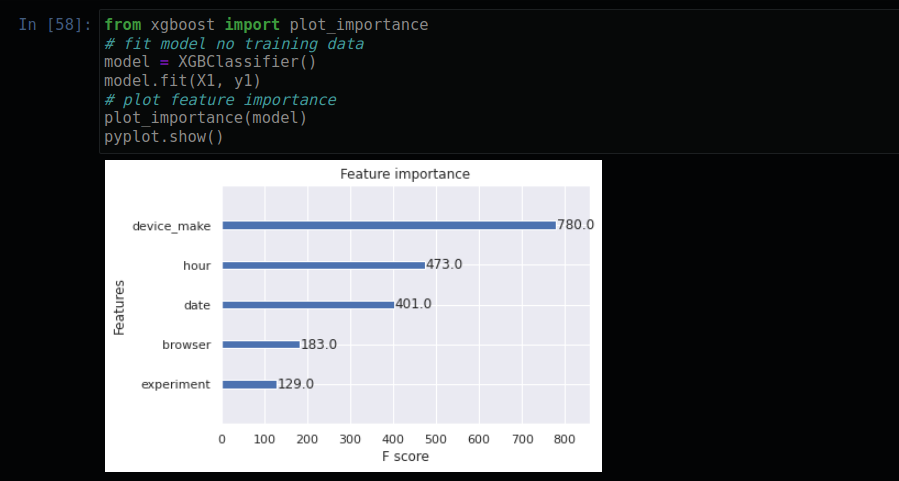 In [58]: from xgboost import plot_importance
# fit model no training data
model = XGBClassifier()
model.fit(X1, y1)
# plot feature importance
plot_importance(model)
pyplot.show()
Feature importance
device_make 780.0
hour 473.0
date 401.0
browser 183.0
experiment 129.0
Features
0 100 200 300 400 500 600 700 800
F score